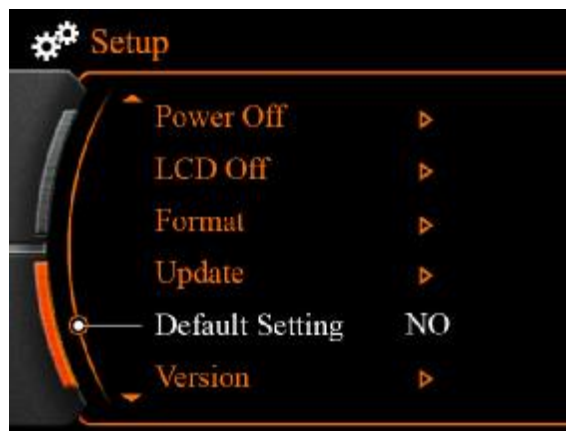 Setup
Power Off
LCD Off
Format
Update
Default Setting NO
Version